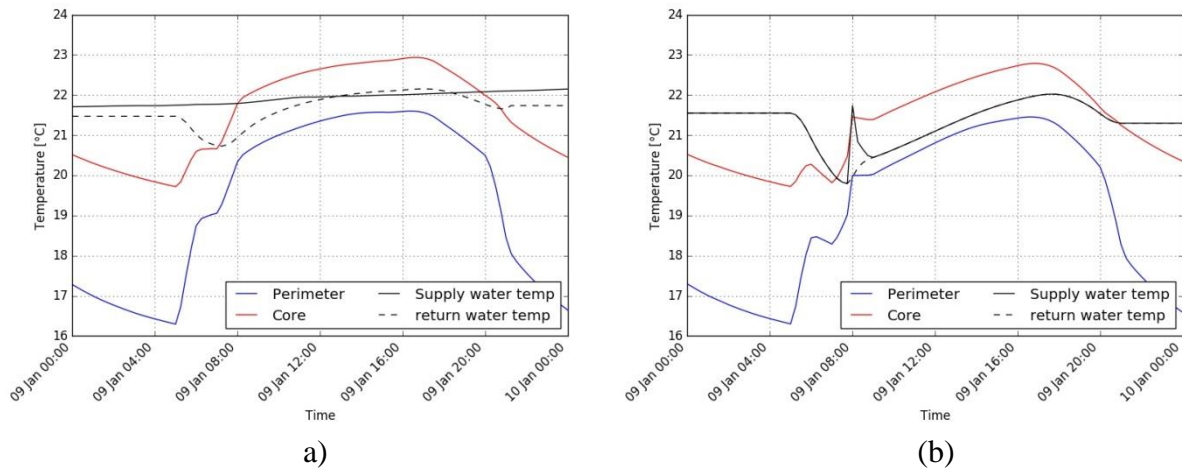 24
23
22
21
20
19
18
17
16
Temperature [°C]
Perimeter
Core
Supply water temp
return water temp
09 Jan 00:00
09 Jan 04:00
09 Jan 08:00
09 Jan 12:00
09 Jan 16:00
09 Jan 20:00
10 Jan 00:00
Time
a)
24
23
22
21
20
19
18
17
16
Temperature [°C]
Perimeter
Core
Supply water temp
return water temp
09 Jan 00:00
09 Jan 04:00
09 Jan 08:00
09 Jan 12:00
09 Jan 16:00
09 Jan 20:00
10 Jan 00:00
Time
(b)